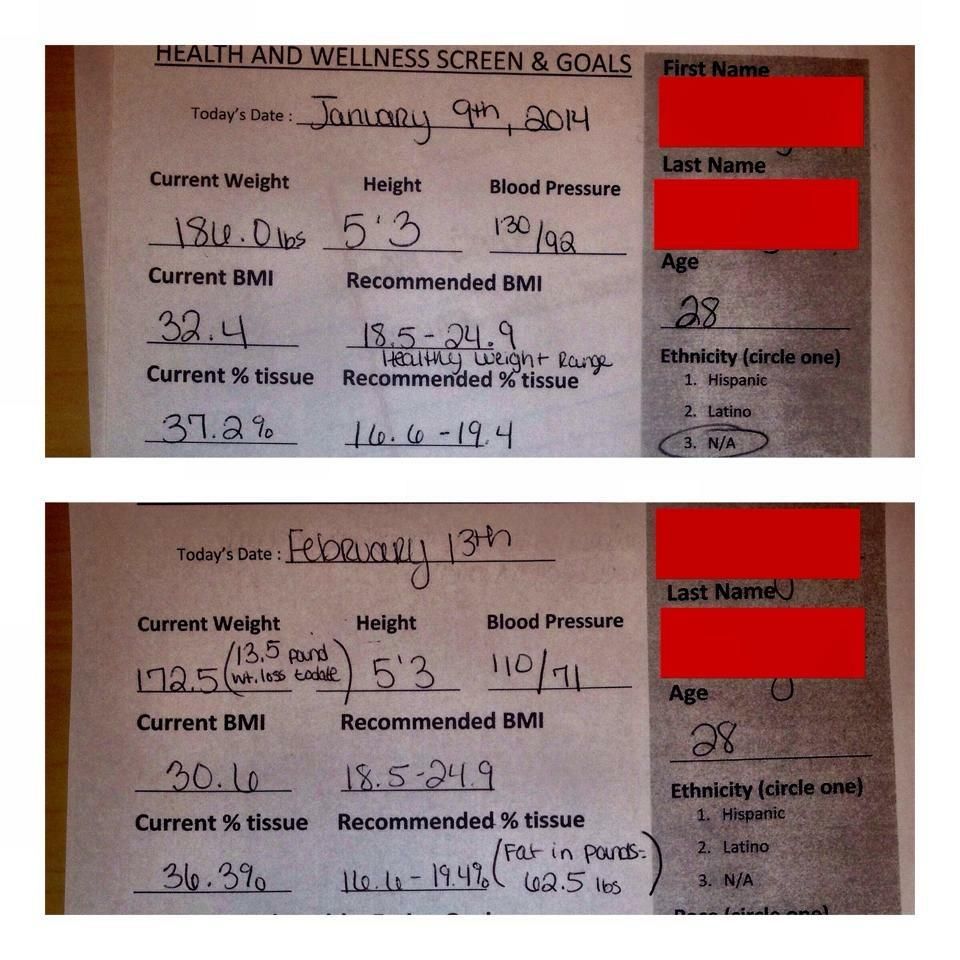 HEALTH AND WELLNESS SCREEN & GOALS
First Name
Today's Date : January 9th, 2014
Last Name
Current Weight Height Blood Pressure
186.0 lbs 5'3 130/92
Age
Current BMI Recommended BMI
28
32.4 18.5-24.9
Healthy Weight Range
Ethnicity (circle one)
Current % tissue Recommended % tissue
1. Hispanic
2. Latino
37.2% 16.6-19.4
3. N/A
Today's Date : February 13th
Last Name
Current Weight Height Blood Pressure
172.5 (13.5 pound wt. loss to date) 5'3 110/71
Age
Current BMI Recommended BMI
28
30.6 18.5-24.9
Ethnicity (circle one)
1. Hispanic
Current % tissue Recommended % tissue
2. Latino
36.3% 16.6-19.4% (Fat in pounds= 62.5 lbs)
3. N/A
Race (circle one)